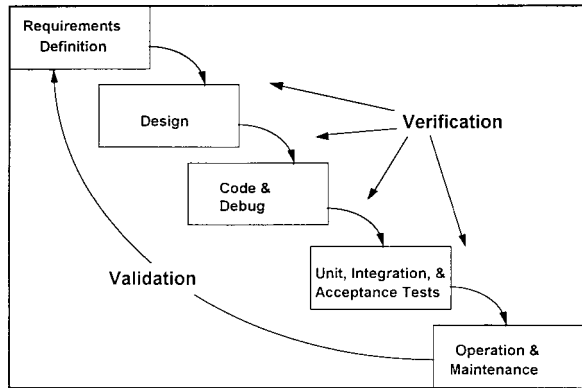 Requirements
Definition
Design
Verification
Code &
Debug
Validation
Unit, Integration, &
Acceptance Tests
Operation &
Maintenance